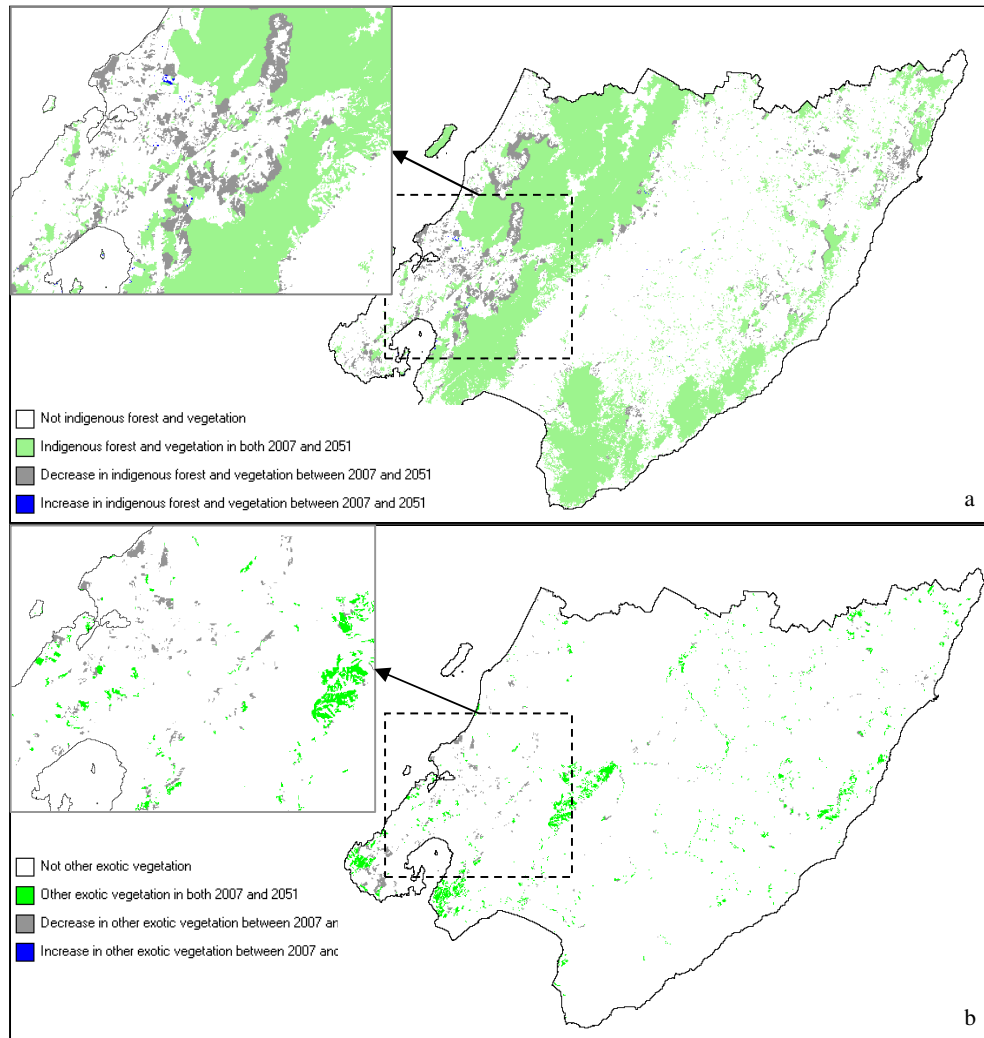 Not indigenous forest and vegetation
Indigenous forest and vegetation in both 2007 and 2051
Decrease in indigenous forest and vegetation between 2007 and 2051
Increase in indigenous forest and vegetation between 2007 and 2051
a
Not other exotic vegetation
Other exotic vegetation in both 2007 and 2051
Decrease in other exotic vegetation between 2007 an
Increase in other exotic vegetation between 2007 and
b